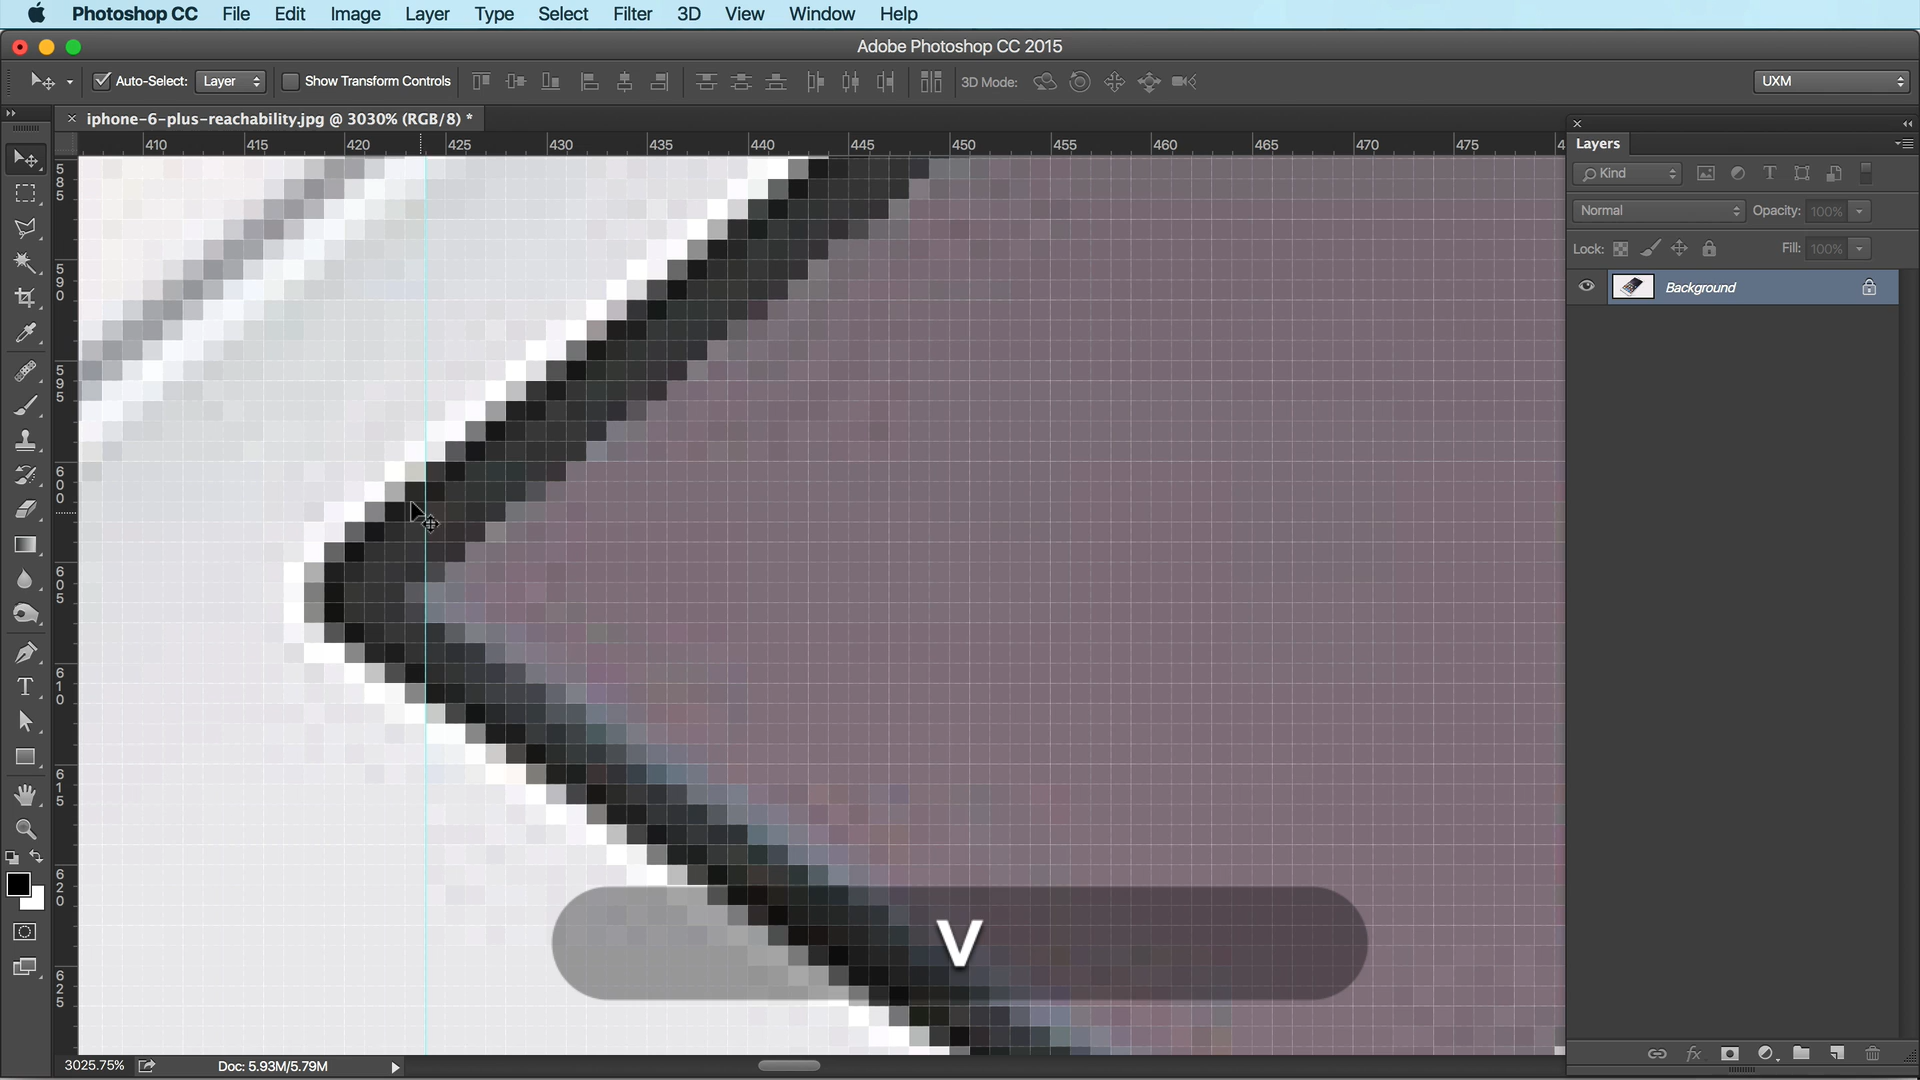 Photoshop CC File Edit Image Layer Type Select Filter 3D View Window Help
Adobe Photoshop CC 2015
Auto-Select: Layer Show Transform Controls 3D Mode: UXM
iphone-6-plus-reachability.jpg @ 3030% (RGB/8) *
410 415 420 425 430 435 440 445 450 455 460 465 470 475 4
Layers
Kind
Normal Opacity: 100%
Lock: Fill: 100%
Background
585
590
595
600
605
610
615
620
625
T
V
3025.75% Doc: 5.93M/5.79M
fx